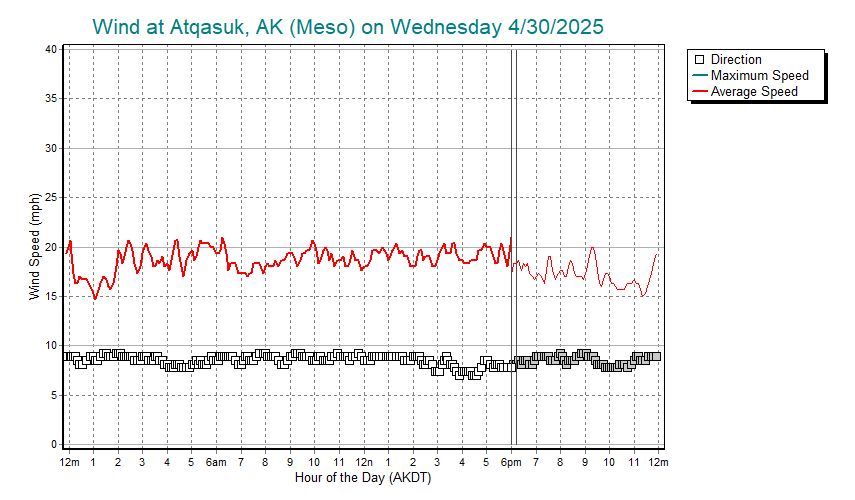 Wind at Atqasuk, AK (Meso) on Wednesday 4/30/2025
Direction
Maximum Speed
Average Speed
Wind Speed (mph)
40
35
30
25
20
15
10
5
0
12m 1 2 3 4 5 6am 7 8 9 10 11 12n 1 2 3 4 5 6pm 7 8 9 10 11 12m
Hour of the Day (AKDT)